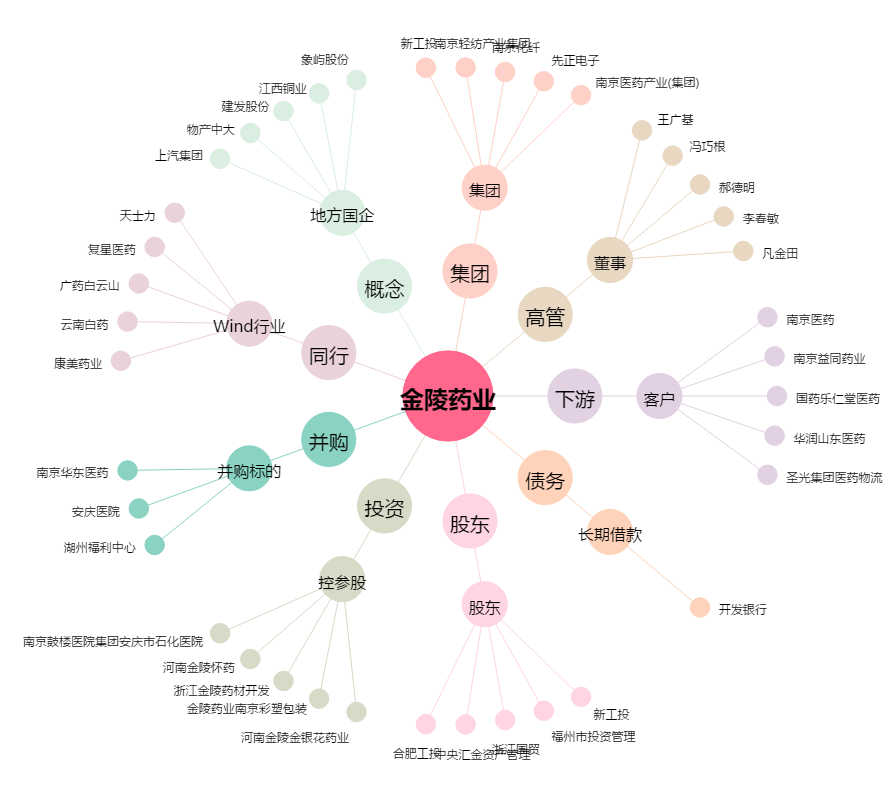 新工投
南京轻纺产业集团
南京化纤
先正电子
南京医药产业(集团)
集团
集团
象屿股份
江西铜业
建发股份
物产中大
上汽集团
地方国企
概念
王广基
冯巧根
郝德明
李春敏
凡金田
董事
高管
天士力
复星医药
广药白云山
云南白药
康美药业
Wind行业
同行
金陵药业
下游
客户
南京医药
南京益同药业
国药乐仁堂医药
华润山东医药
圣光集团医药物流
并购
并购标的
南京华东医药
安庆医院
湖州福利中心
债务
长期借款
开发银行
投资
控参股
南京鼓楼医院集团安庆市石化医院
河南金陵怀药
浙江金陵药材开发
金陵药业南京彩塑包装
河南金陵金银花药业
股东
股东
合肥工投
中央汇金资产管理
浙江国贸
福州市投资管理
新工投